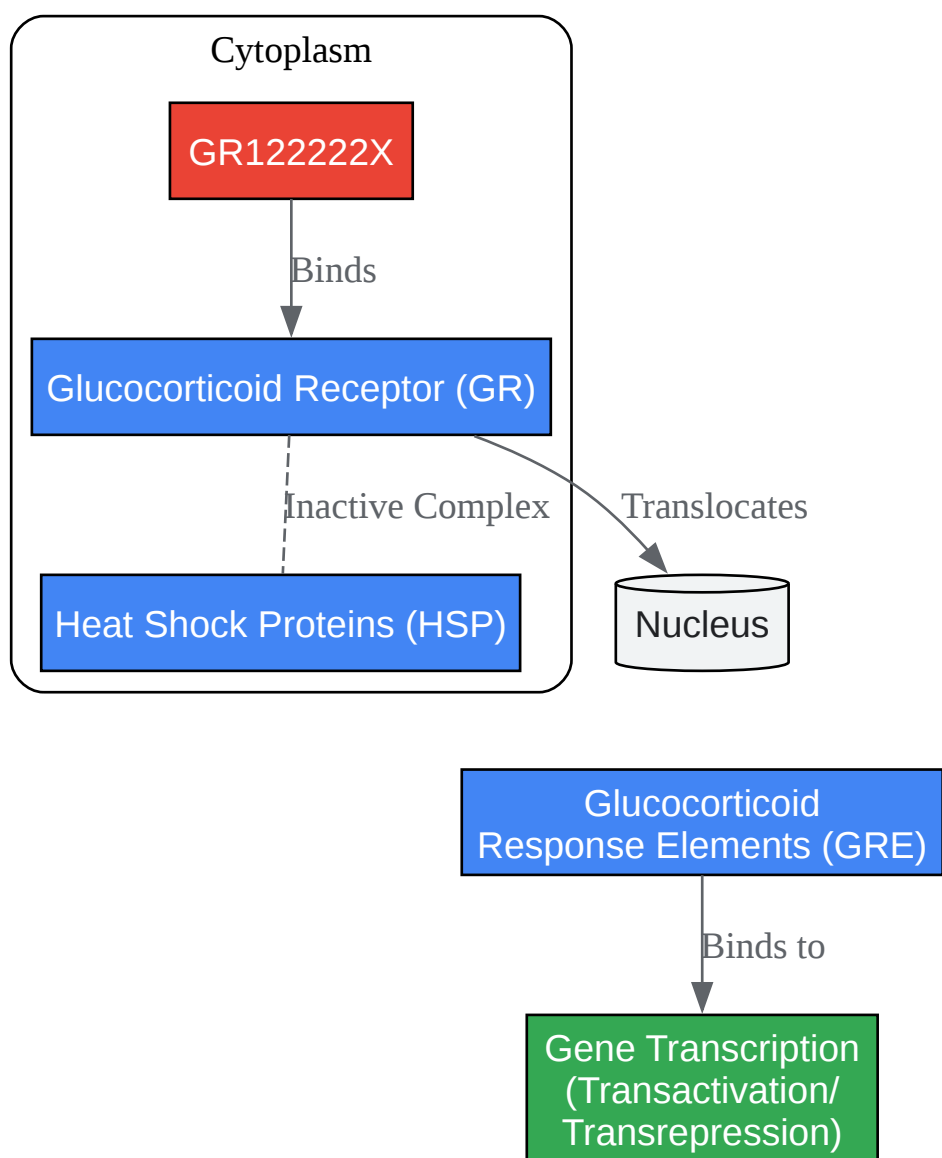 Cytoplasm
GR122222X
Binds
Glucocorticoid Receptor (GR)
Inactive Complex
Translocates
Heat Shock Proteins (HSP)
Nucleus
Glucocorticoid
Response Elements (GRE)
Binds to
Gene Transcription
(Transactivation/
Transrepression)